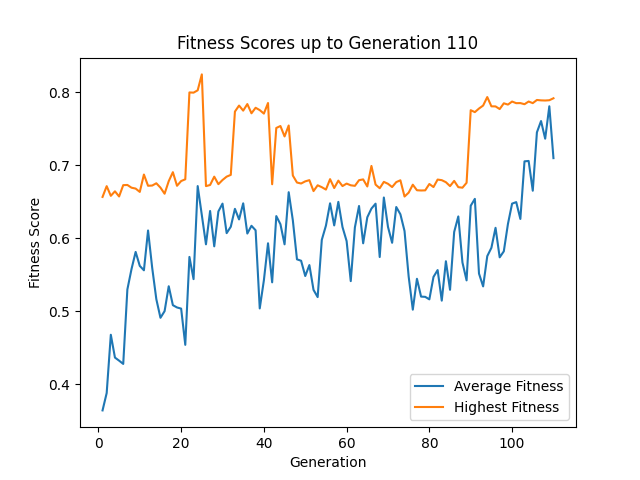 Fitness Scores up to Generation 110
Fitness Score
0.8
0.7
0.6
0.5
0.4
0 20 40 60 80 100
Generation
Average Fitness
Highest Fitness